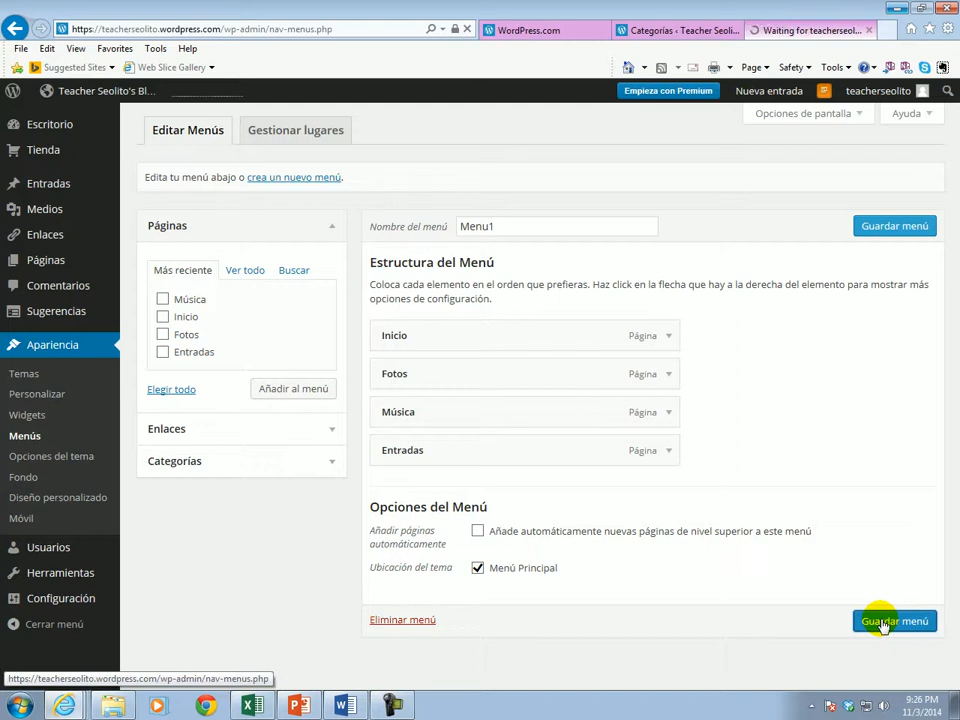 https://teacherseolito.wordpress.com/wp-admin/nav-menus.php
WordPress.com
Categorías ‹ Teacher Seoli...
Waiting for teacherseol...
File Edit View Favorites Tools Help
Suggested Sites
Web Slice Gallery
Page Safety Tools
Teacher Seolito's Bl...
Empieza con Premium
Nueva entrada
teacherseolito
Escritorio
Tienda
Entradas
Medios
Enlaces
Páginas
Comentarios
Sugerencias
Apariencia
Temas
Personalizar
Widgets
Menús
Opciones del tema
Fondo
Diseño personalizado
Móvil
Usuarios
Herramientas
Configuración
Cerrar menú
Opciones de pantalla
Ayuda
Editar Menús
Gestionar lugares
Edita tu menú abajo o crea un nuevo menú.
Páginas
Más reciente Ver todo Buscar
Música
Inicio
Fotos
Entradas
Elegir todo
Añadir al menú
Enlaces
Categorías
Nombre del menú
Menu1
Guardar menú
Estructura del Menú
Coloca cada elemento en el orden que prefieras. Haz click en la flecha que hay a la derecha del elemento para mostrar más
opciones de configuración.
Inicio Página
Fotos Página
Música Página
Entradas Página
Opciones del Menú
Añadir páginas
automáticamente
Añade automáticamente nuevas páginas de nivel superior a este menú
Ubicación del tema
Menú Principal
Eliminar menú
Guardar menú
https://teacherseolito.wordpress.com/wp-admin/nav-menus.php
9:26 PM
11/3/2014